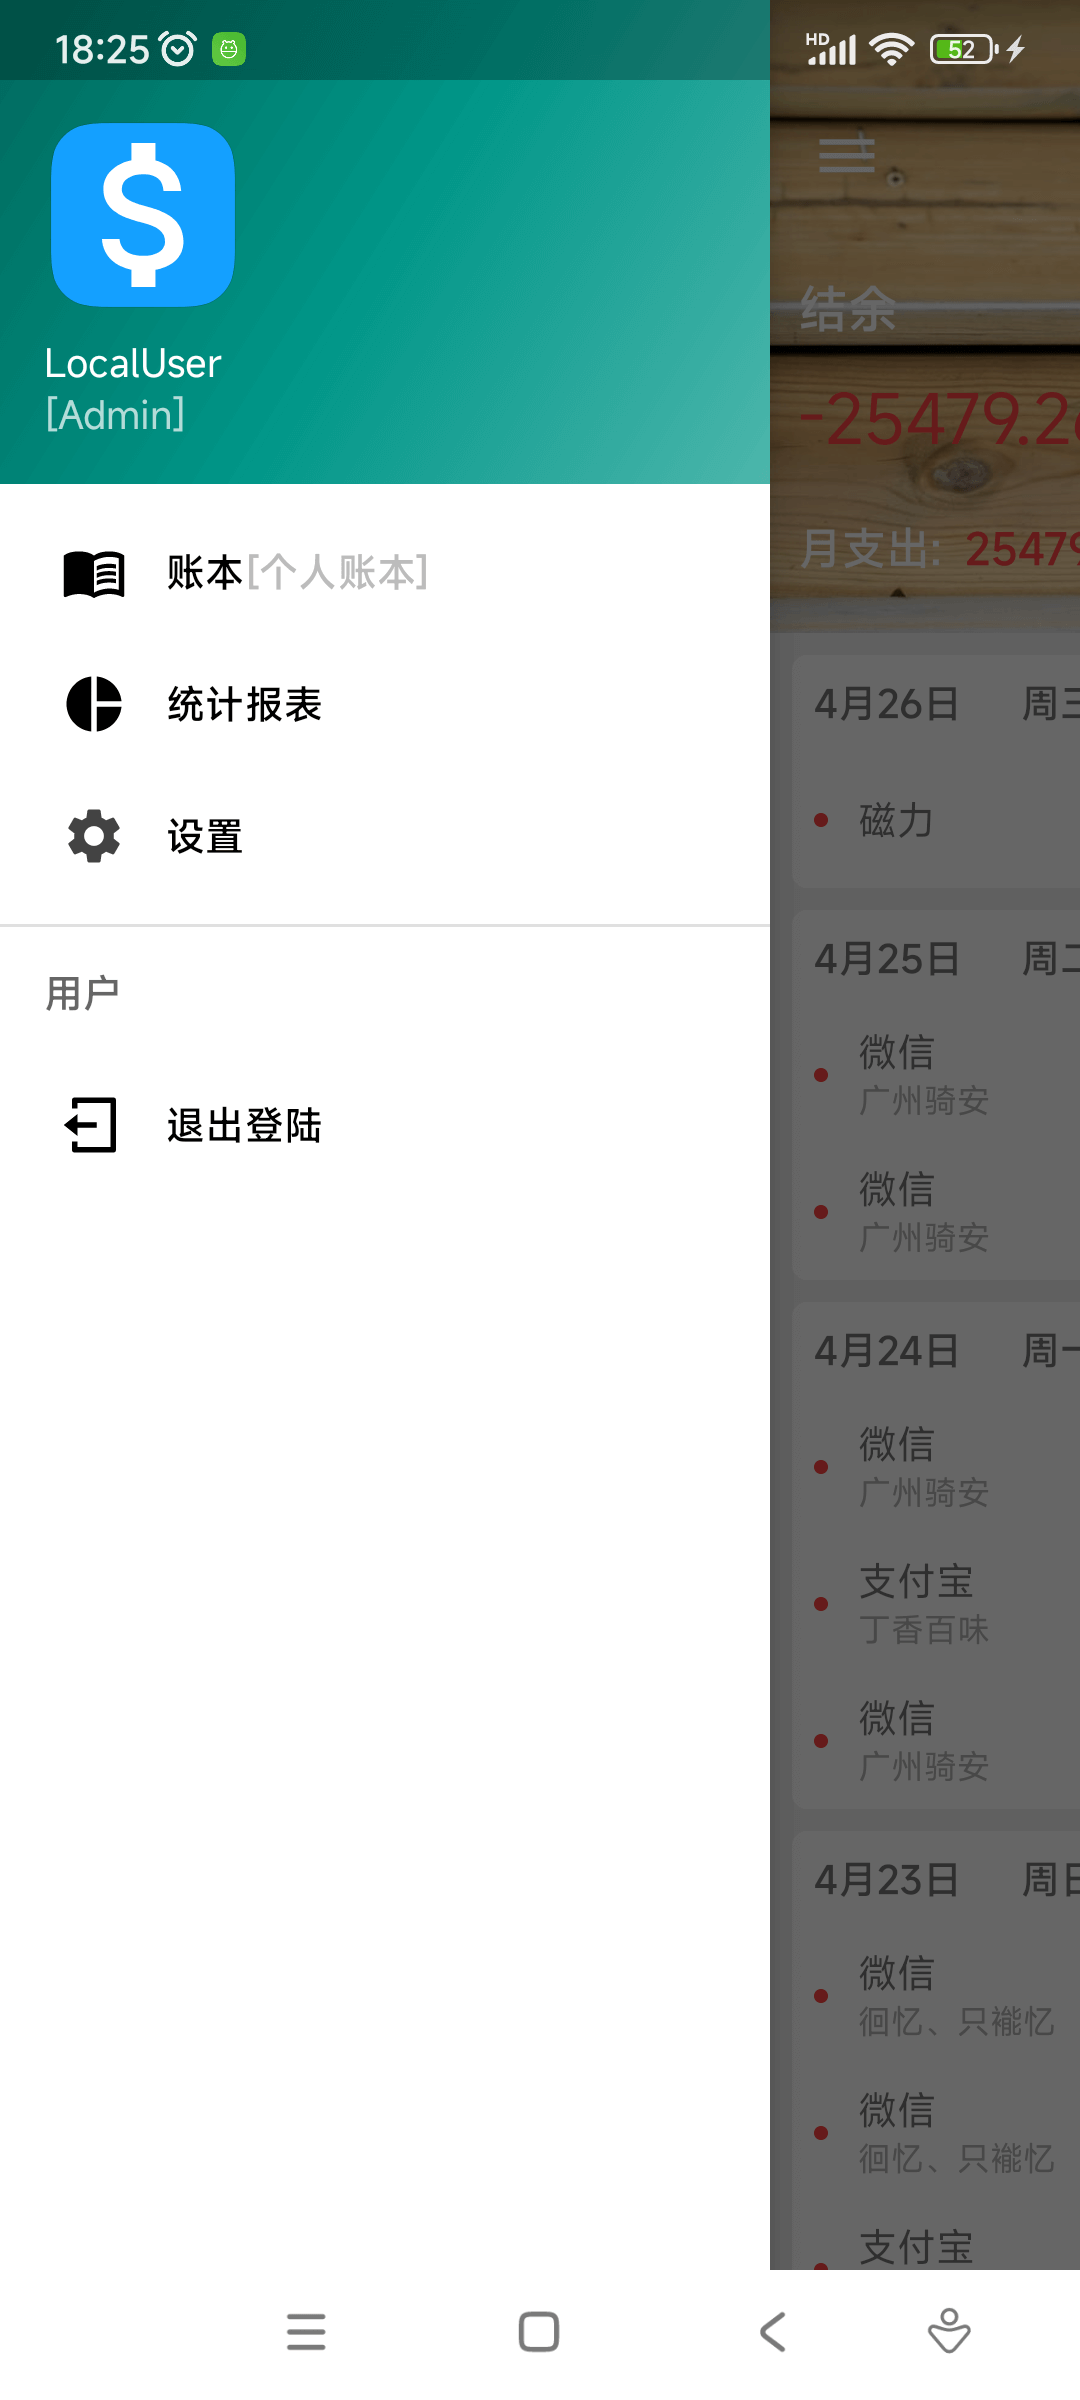 18:25
HD
52
LocalUser
[Admin]
账本[个人账本]
统计报表
设置
用户
退出登陆
结余
-25479.26
月支出: 25479
4月26日 周三
磁力
4月25日 周二
微信
广州骑安
微信
广州骑安
4月24日 周一
微信
广州骑安
支付宝
丁香百味
微信
广州骑安
4月23日 周日
微信
徊忆、只褦忆
微信
徊忆、只褦忆
支付宝